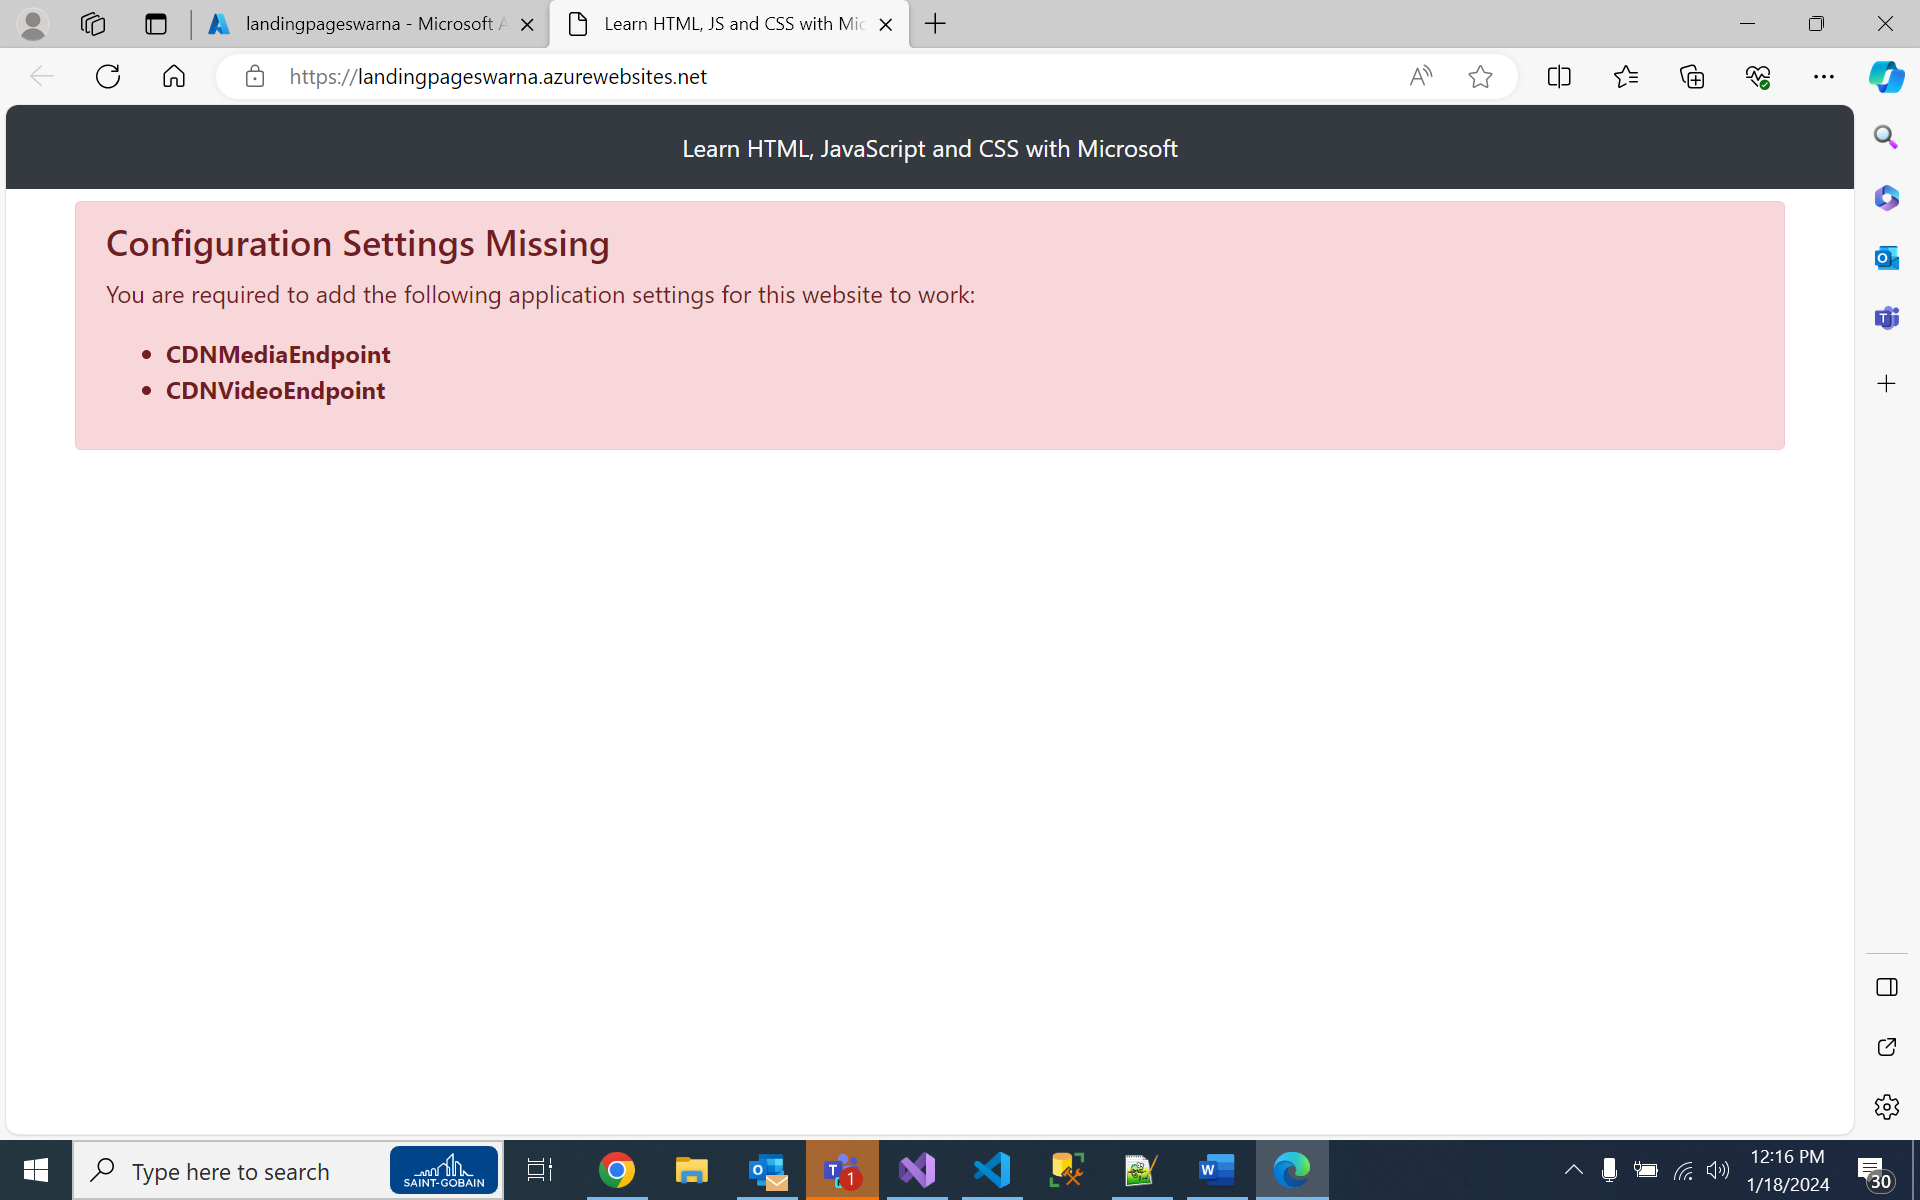 landingpageswarna - Microsoft A
Learn HTML, JS and CSS with Mic
https://landingpageswarna.azurewebsites.net
Learn HTML, JavaScript and CSS with Microsoft
Configuration Settings Missing
You are required to add the following application settings for this website to work:
• CDNMediaEndpoint
• CDNVideoEndpoint
Type here to search
SAINT-GOBAIN
1
12:16 PM
1/18/2024
30